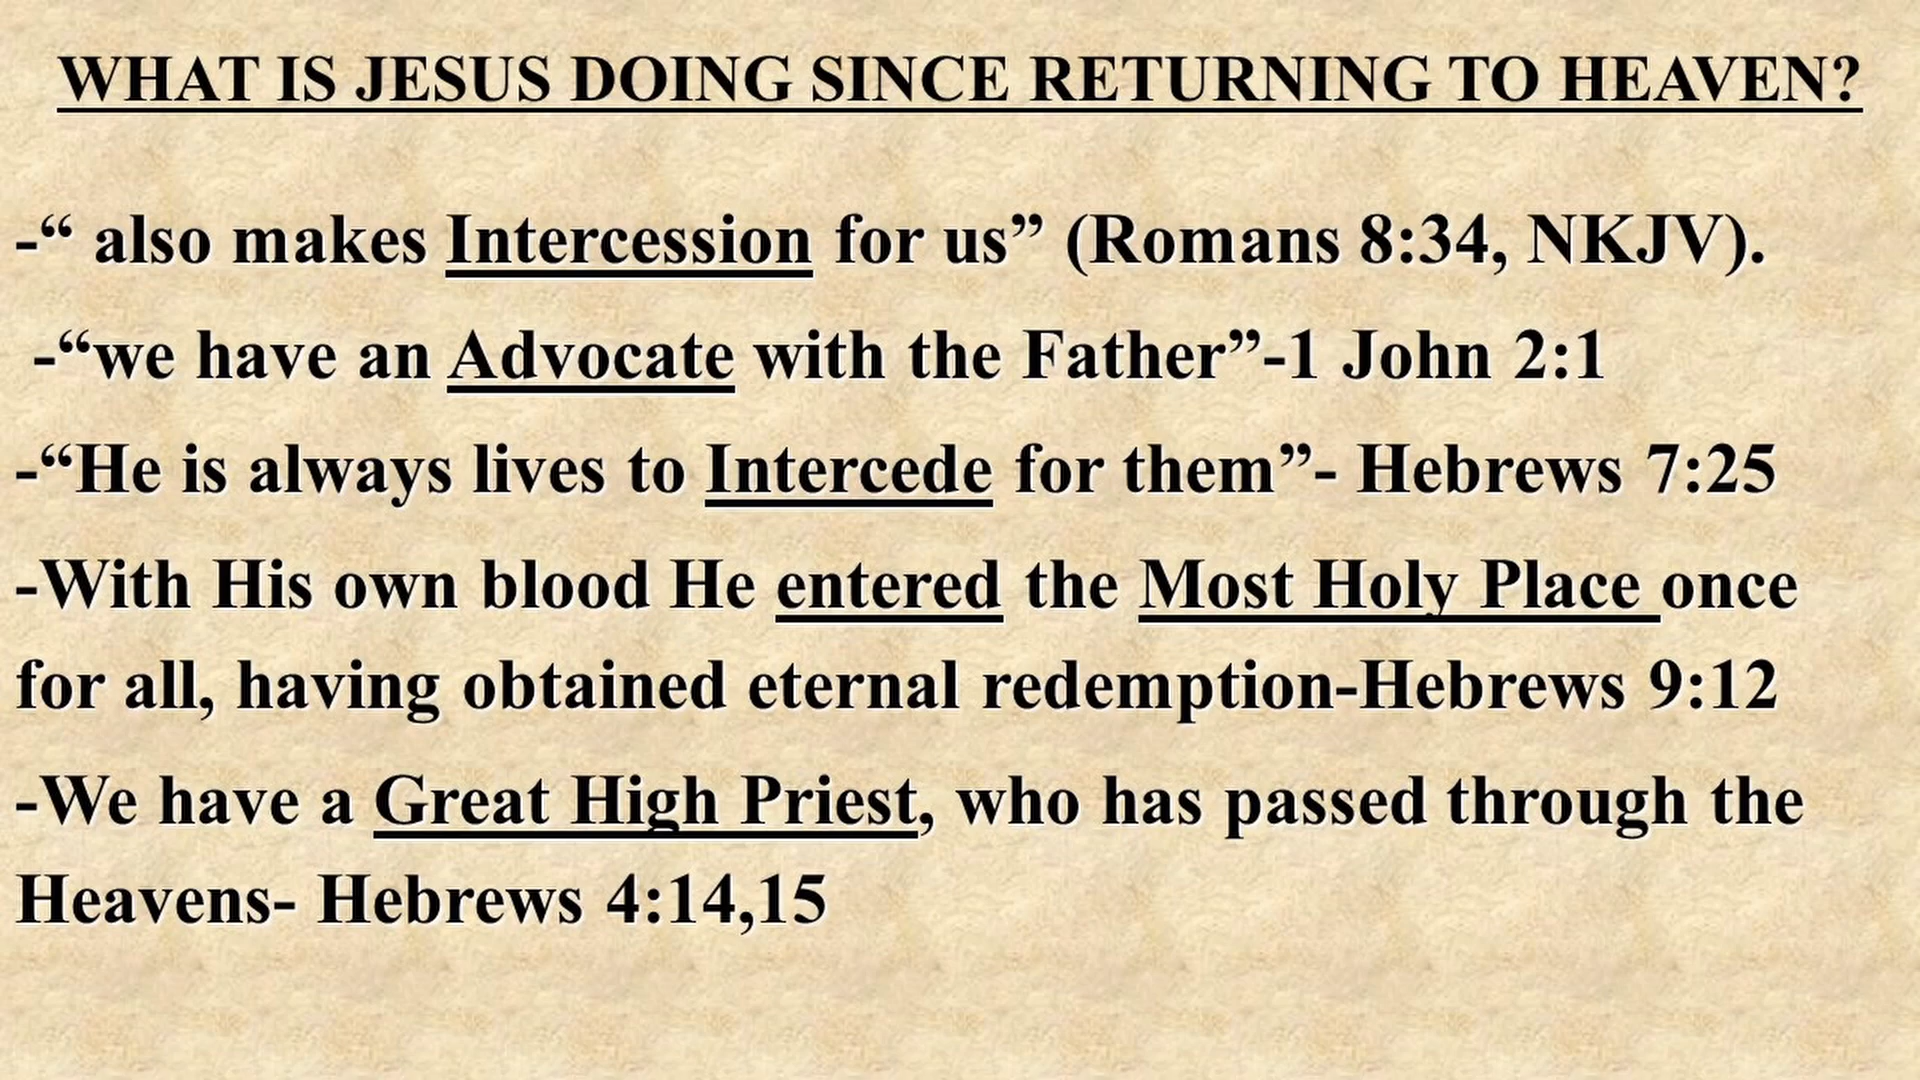 WHAT IS JESUS DOING SINCE RETURNING TO HEAVEN?
-“ also makes Intercession for us” (Romans 8:34, NKJV).
-“we have an Advocate with the Father”-1 John 2:1
-“He is always lives to Intercede for them”- Hebrews 7:25
-With His own blood He entered the Most Holy Place once
for all, having obtained eternal redemption-Hebrews 9:12
-We have a Great High Priest, who has passed through the
Heavens- Hebrews 4:14,15